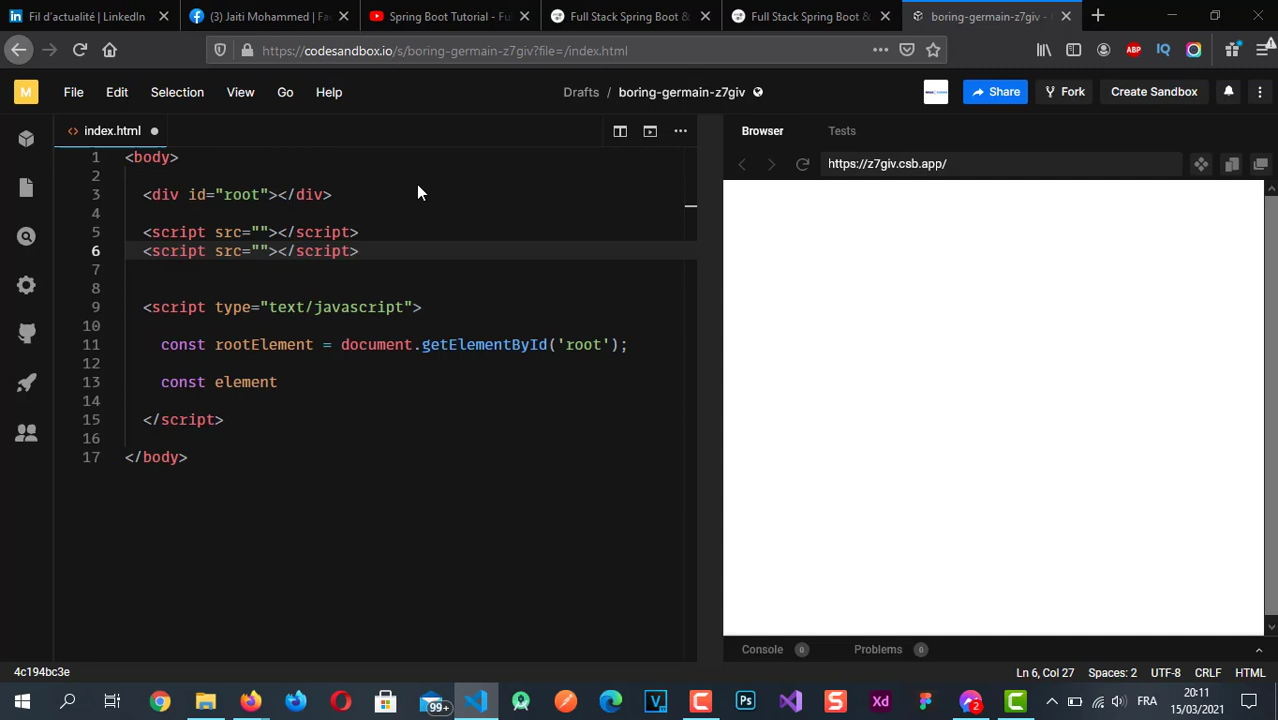 Fil d'actualité | LinkedIn
(3) Jaiti Mohammed | Fa
Spring Boot Tutorial - Ful
Full Stack Spring Boot &
Full Stack Spring Boot &
boring-germain-z7giv -
https://codesandbox.io/s/boring-germain-z7giv?file=/index.html
ABP
IQ
M
File
Edit
Selection
View
Go
Help
Drafts / boring-germain-z7giv
Share
Fork
Create Sandbox
<> index.html
Browser
Tests
https://z7giv.csb.app/
1 <body>
2
3 <div id="root"></div>
4
5 <script src=""></script>
6 <script src=""></script>
7
8
9 <script type="text/javascript">
10
11 const rootElement = document.getElementById('root');
12
13 const element
14
15 </script>
16
17 </body>
Console 0
Problems 0
4c194bc3e
Ln 6, Col 27
Spaces: 2
UTF-8
CRLF
HTML
99+
Ps
Xd
2
FRA
20:11
15/03/2021